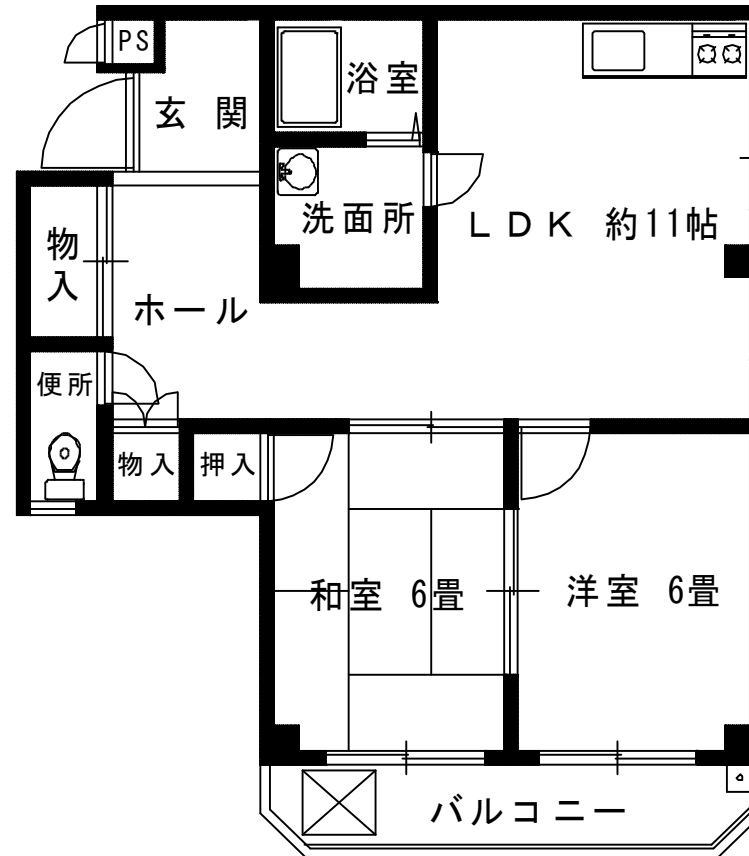 PS
浴室
玄関
洗面所
LDK 約11帖
物入
ホール
便所
物入
押入
和室 6畳
洋室 6畳
バルコニー